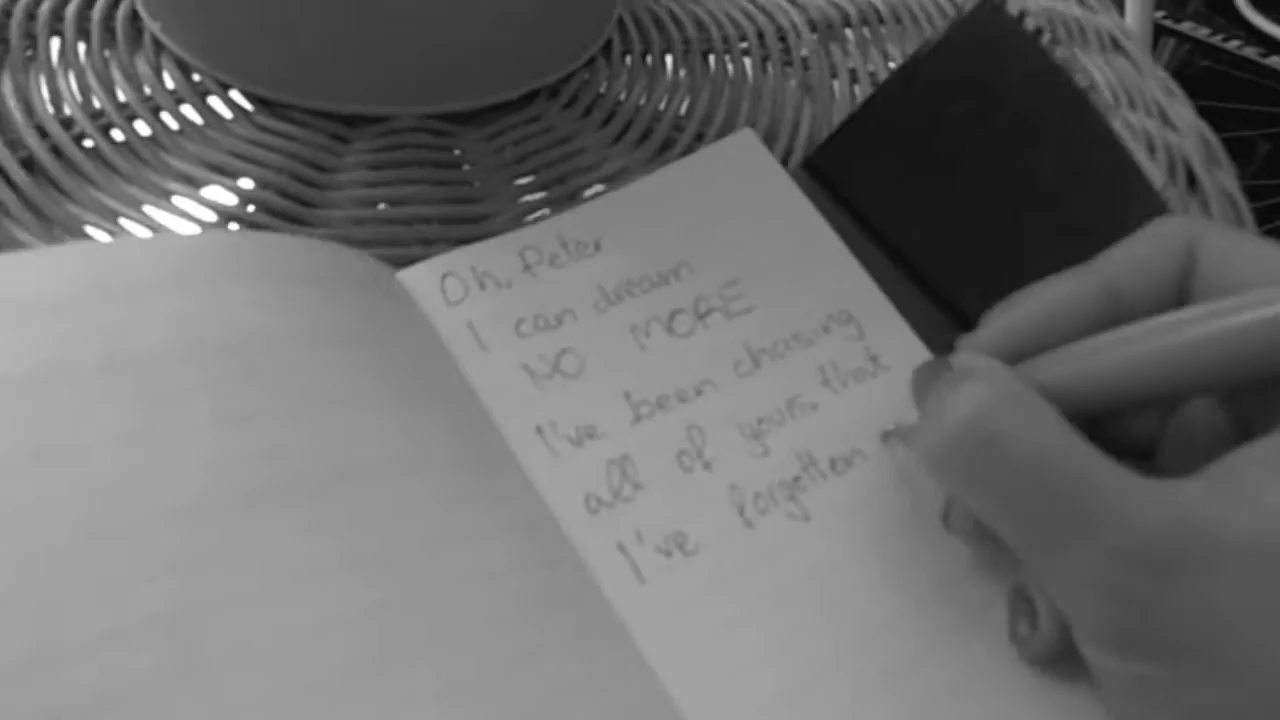 Oh, Peter
I can dream
NO MORE
I've been chasing
all of yours, that
I've forgotten